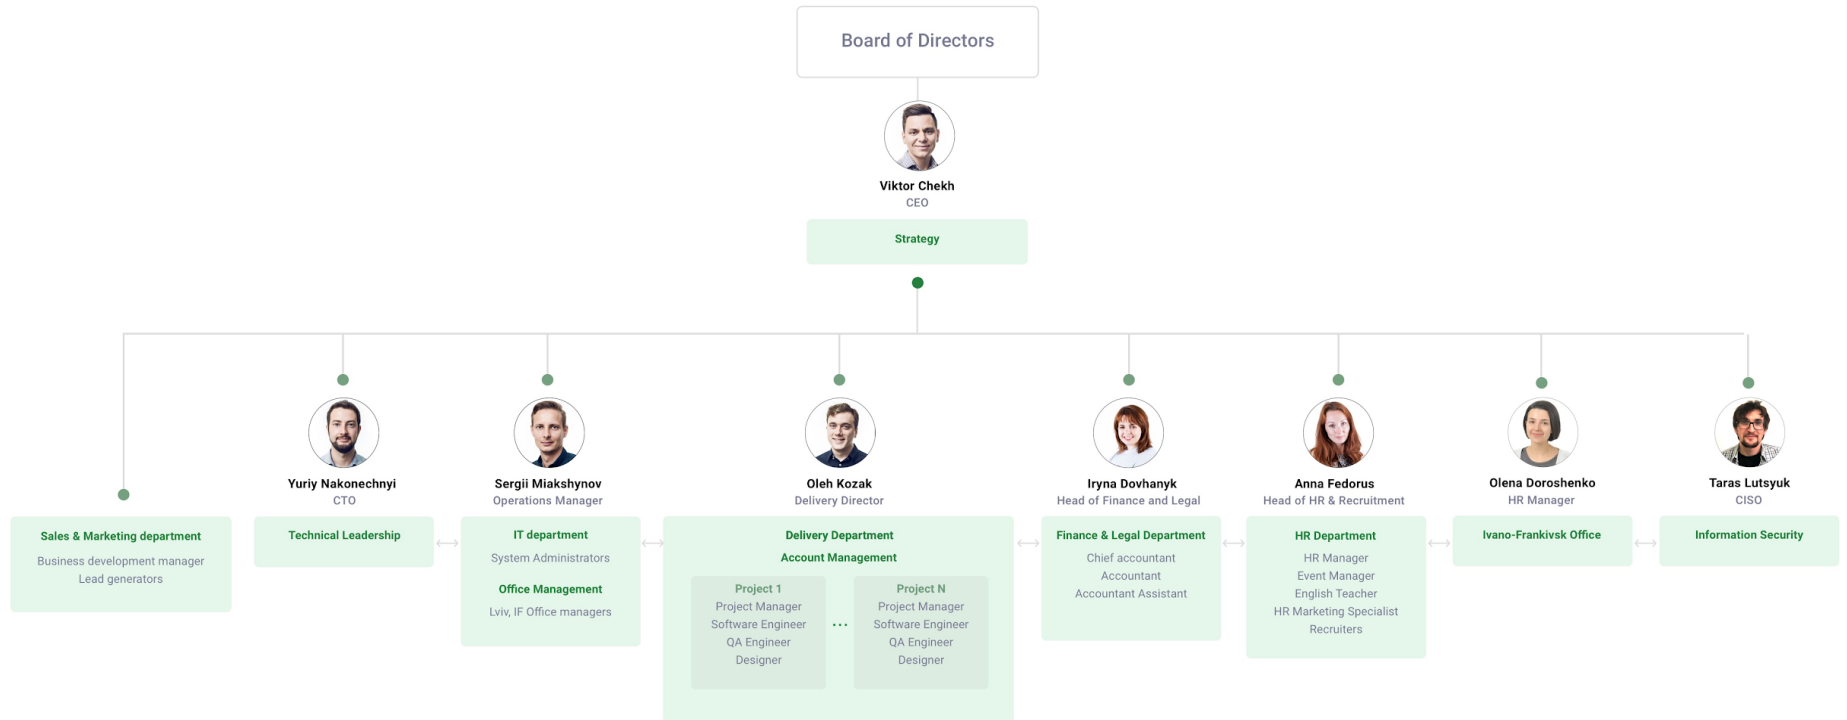 Board of Directors
Viktor Chekh
CEO
Strategy
Sales & Marketing department
Business development manager
Lead generators
Yuriy Nakonechnyi
CTO
Technical Leadership
Sergii Miakshynov
Operations Manager
IT department
System Administrators
Office Management
Lviv, IF Office managers
Oleh Kozak
Delivery Director
Delivery Department
Account Management
Project 1
Project Manager
Software Engineer
QA Engineer
Designer
...
Project N
Project Manager
Software Engineer
QA Engineer
Designer
Iryna Dovhanyk
Head of Finance and Legal
Finance & Legal Department
Chief accountant
Accountant
Accountant Assistant
Anna Fedorus
Head of HR & Recruitment
HR Department
HR Manager
Event Manager
English Teacher
HR Marketing Specialist
Recruiters
Olena Doroshenko
HR Manager
Ivano-Frankivsk Office
Taras Lutsyuk
CISO
Information Security